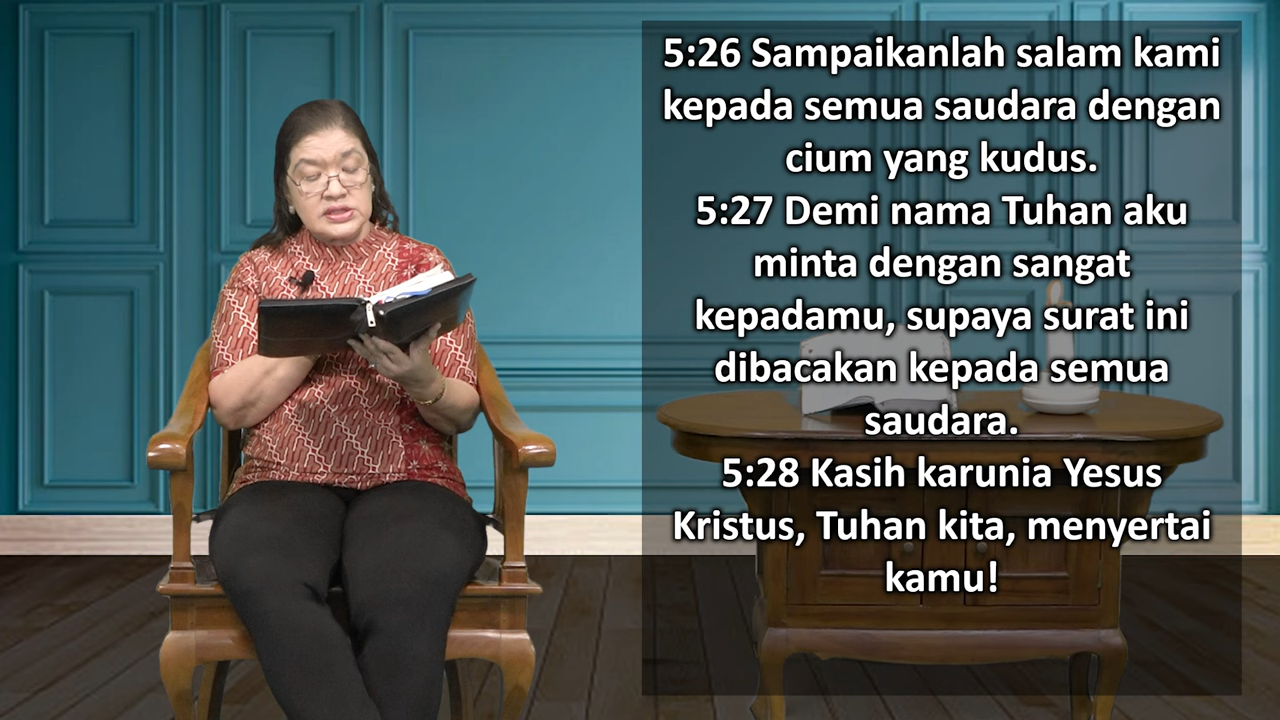 5:26 Sampaikanlah salam kami
kepada semua saudara dengan
cium yang kudus.
5:27 Demi nama Tuhan aku
minta dengan sangat
kepadamu, supaya surat ini
dibacakan kepada semua
saudara.
5:28 Kasih karunia Yesus
Kristus, Tuhan kita, menyertai
kamu!